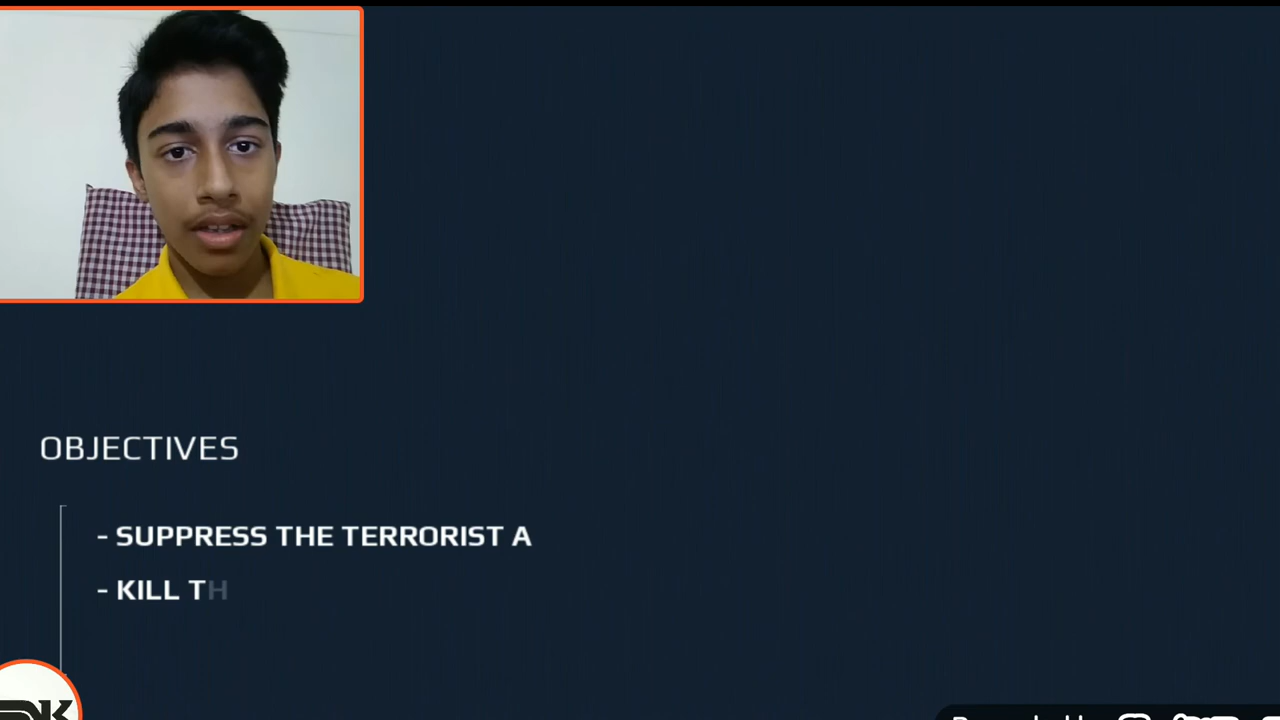 OBJECTIVES
- SUPPRESS THE TERRORIST A
- KILL TH